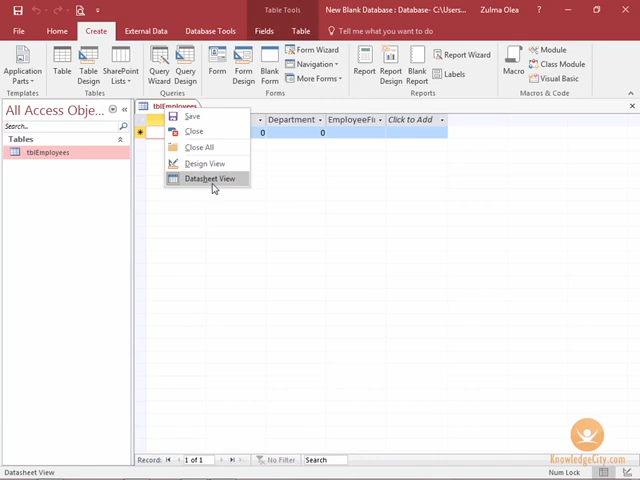 Table Tools
New Blank Database : Database- C:\Users...
Zulma Olea
?
File
Home
Create
External Data
Database Tools
Fields
Table
Tell me what you want to do
Application
Parts
Table
Table
Design
SharePoint
Lists
Query
Wizard
Query
Design
Form
Form
Design
Blank
Form
Form Wizard
Navigation
More Forms
Report
Report
Design
Blank
Report
Report Wizard
Labels
Macro
Module
Class Module
Visual Basic
Templates
Tables
Queries
Forms
Reports
Macros & Code
All Access Obje...
Search...
Tables
tblEmployees
tblEmployees
Save
Close
Close All
Design View
Datasheet View
Department
EmployeeFir
Click to Add
0
0
Record:
1 of 1
No Filter
Search
KnowledgeCity.com
Datasheet View
Num Lock